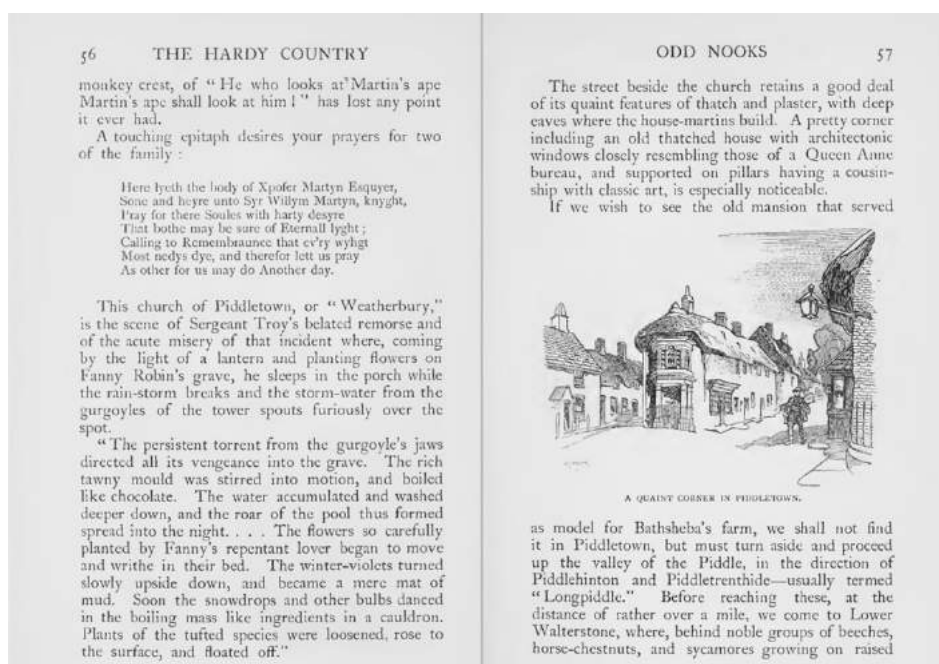 56 THE HARDY COUNTRY
monkey crest, of “ He who looks at Martin's ape
Martin's ape shall look at him ! ” has lost any point
it ever had.
A touching epitaph desires your prayers for two
of the family :
Here lyeth the body of Xpofer Martyn Esquyer,
Sone and heyre unto Syr Willym Martyn, knyght,
Pray for there Soules with harty desyre
That bothe may be sure of Eternall lyght ;
Calling to Remembraunce that ev'ry wyhgt
Most nedys dye, and therefor lett us pray
As other for us may do Another day.
This church of Piddletown, or “ Weatherbury,”
is the scene of Sergeant Troy's belated remorse and
of the acute misery of that incident where, coming
by the light of a lantern and planting flowers on
Fanny Robin's grave, he sleeps in the porch while
the rain-storm breaks and the storm-water from the
gurgoyles of the tower spouts furiously over the
spot.
“ The persistent torrent from the gurgoyle's jaws
directed all its vengeance into the grave. The rich
tawny mould was stirred into motion, and boiled
like chocolate. The water accumulated and washed
deeper down, and the roar of the pool thus formed
spread into the night. . . . The flowers so carefully
planted by Fanny's repentant lover began to move
and writhe in their bed. The winter-violets turned
slowly upside down, and became a mere mat of
mud. Soon the snowdrops and other bulbs danced
in the boiling mass like ingredients in a cauldron.
Plants of the tufted species were loosened, rose to
the surface, and floated off.”
ODD NOOKS 57
The street beside the church retains a good deal
of its quaint features of thatch and plaster, with deep
eaves where the house-martins build. A pretty corner
including an old thatched house with architectonic
windows closely resembling those of a Queen Anne
bureau, and supported on pillars having a cousin-
ship with classic art, is especially noticeable.
If we wish to see the old mansion that served
A QUAINT CORNER IN PIDDLETOWN.
as model for Bathsheba's farm, we shall not find
it in Piddletown, but must turn aside and proceed
up the valley of the Piddle, in the direction of
Piddlehinton and Piddletrenthide—usually termed
“ Longpiddle.” Before reaching these, at the
distance of rather over a mile, we come to Lower
Walterstone, where, behind noble groups of beeches,
horse-chestnuts, and sycamores growing on raised